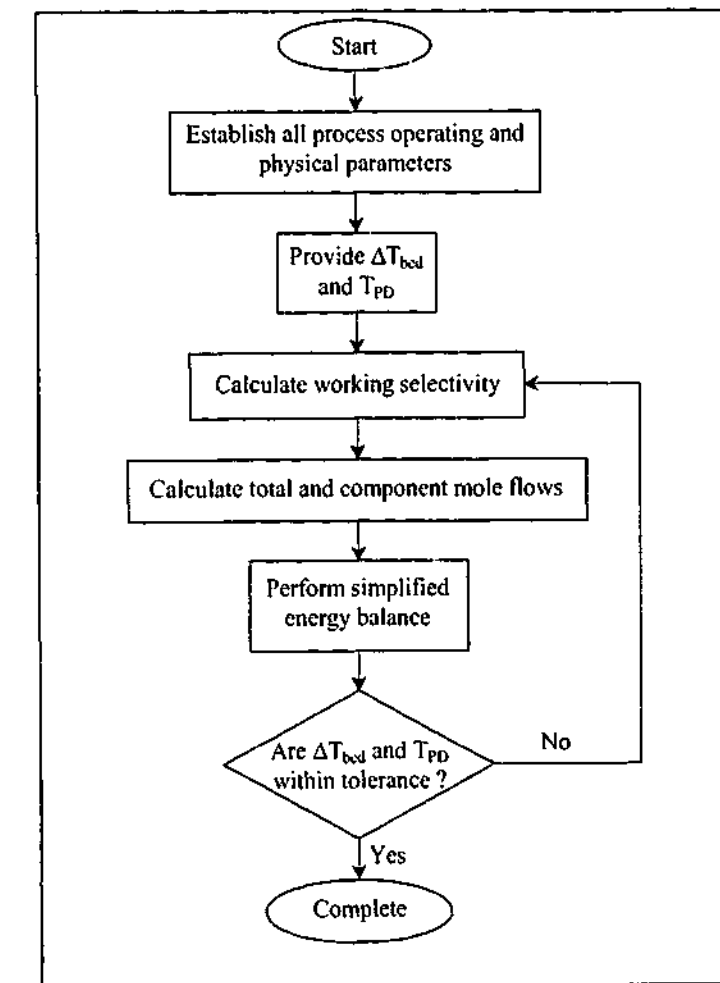 Start
Establish all process operating and
physical parameters
Provide ΔT_bed
and T_PD
Calculate working selectivity
Calculate total and component mole flows
Perform simplified
energy balance
Are ΔT_bed and T_PD
within tolerance ?
No
Yes
Complete